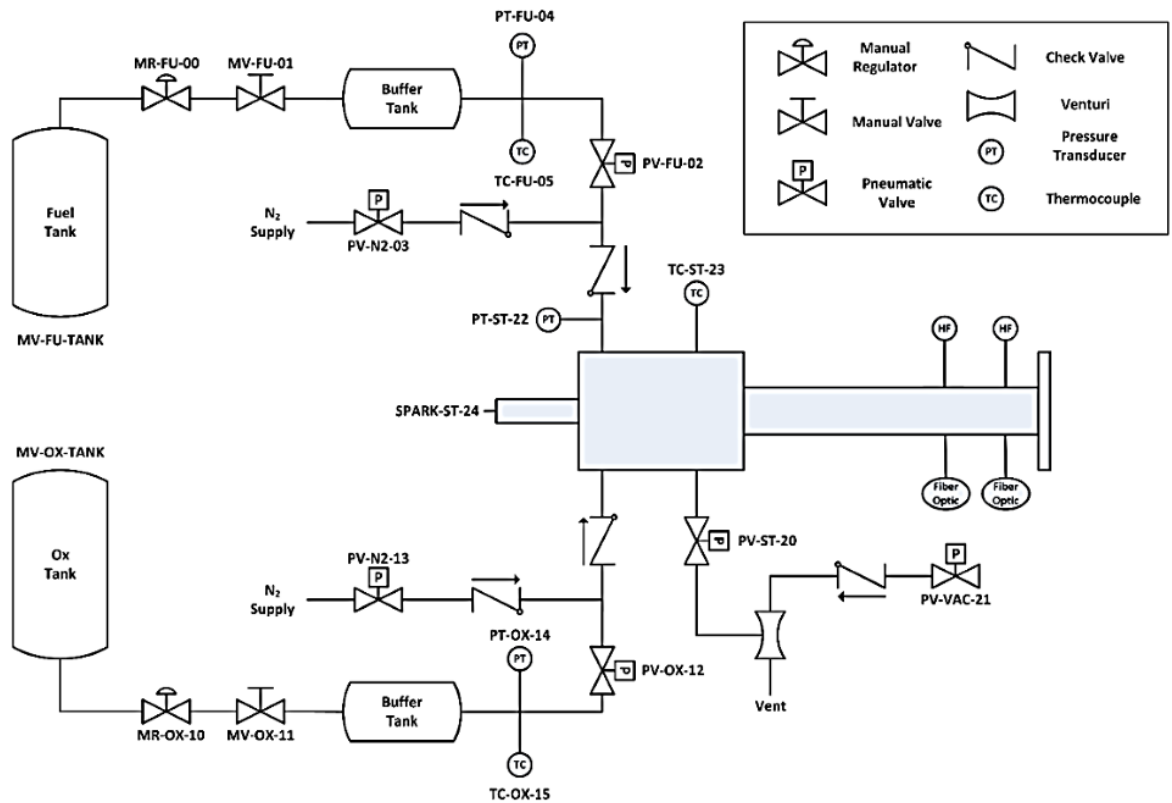 PT-FU-04
MR-FU-00
MV-FU-01
PT
Buffer
Tank
TC
TC-FU-05
P
PV-FU-02
Fuel
Tank
N₂
Supply
P
PV-N2-03
MV-FU-TANK
PT-ST-22
PT
TC-ST-23
TC
Manual
Regulator
Check Valve
Manual Valve
Venturi
P
Pneumatic
Valve
PT
Pressure
Transducer
TC
Thermocouple
HF
HF
SPARK-ST-24
Fiber
Optic
Fiber
Optic
MV-OX-TANK
Ox
Tank
PV-N2-13
P
N₂
Supply
PT-OX-14
PT
P
PV-ST-20
P
PV-VAC-21
P
PV-OX-12
Vent
Buffer
Tank
MR-OX-10
MV-OX-11
TC
TC-OX-15